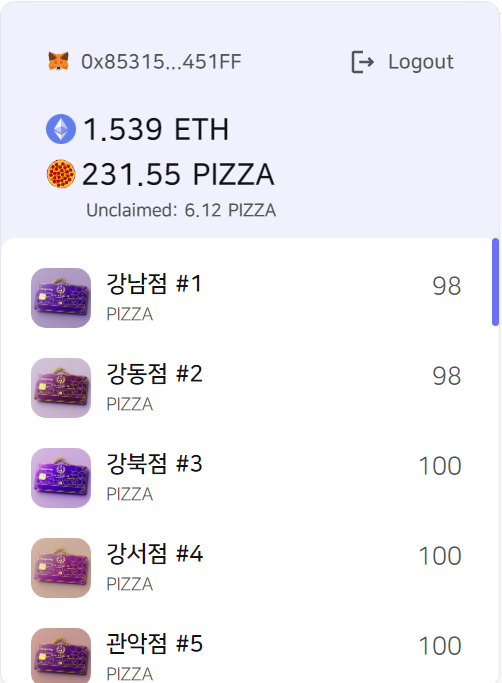 0x85315...451FF
Logout
1.539 ETH
231.55 PIZZA
Unclaimed: 6.12 PIZZA
강남점 #1
98
PIZZA
강동점 #2
98
PIZZA
강북점 #3
100
PIZZA
강서점 #4
100
PIZZA
관악점 #5
100
PIZZA